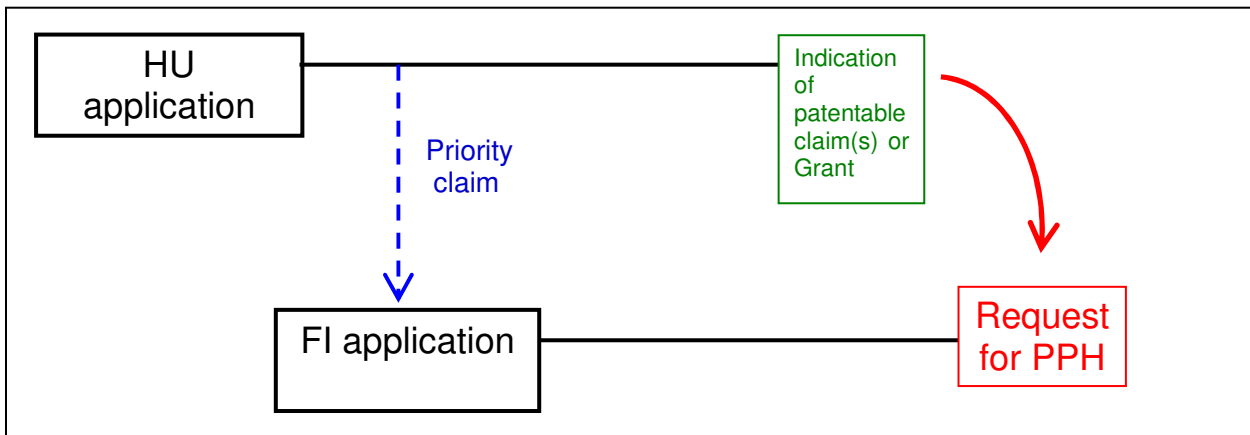 HU
application
Indication
of
patentable
claim(s) or
Grant
Priority
claim
FI application
Request
for PPH